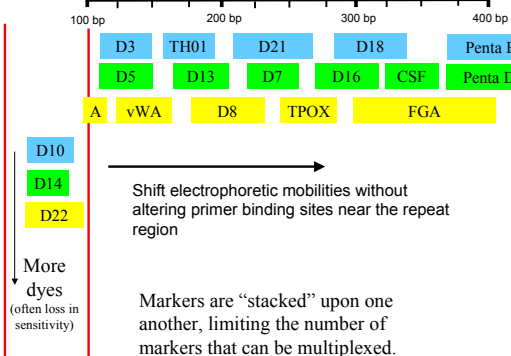 100 bp 200 bp 300 bp 400 bp
D3 TH01 D21 D18 Penta
D5 D13 D7 D16 CSF Penta
A vWA D8 TPOX FGA
D10
D14
D22
Shift electrophoretic mobilities without
altering primer binding sites near the repeat
region
More
dyes
(often loss in
sensitivity)
Markers are “stacked” upon one
another, limiting the number of
markers that can be multiplexed.